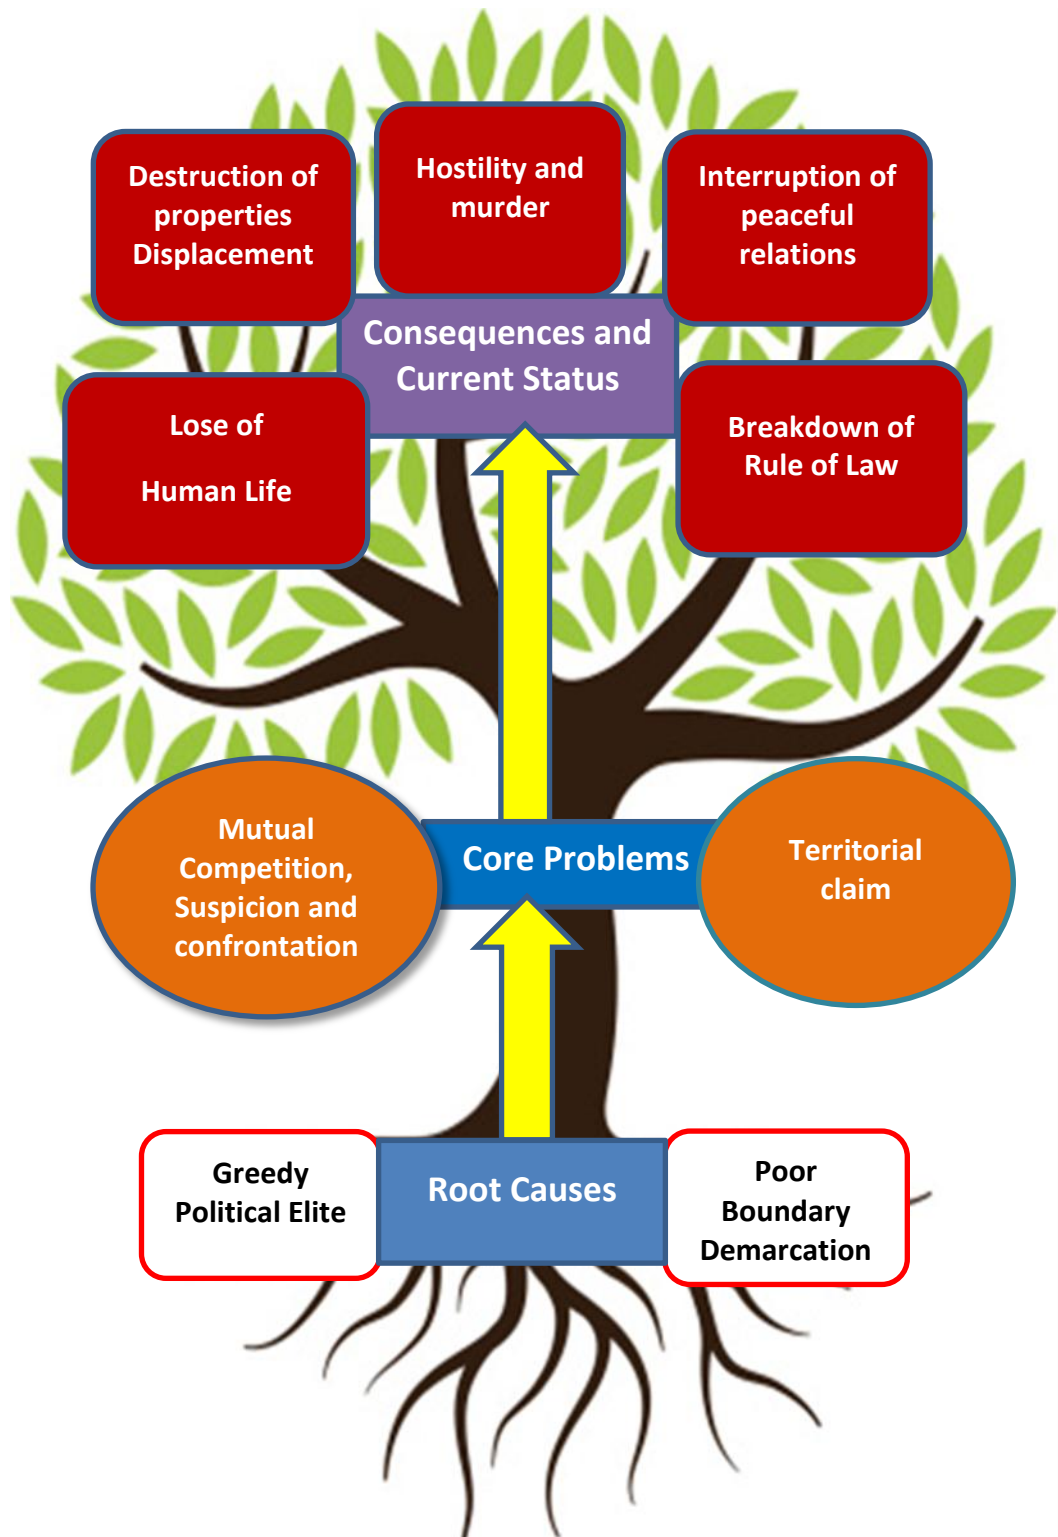 Destruction of
properties
Displacement
Hostility and
murder
Interruption of
peaceful
relations
Consequences and
Current Status
Lose of
Human Life
Breakdown of
Rule of Law
Mutual
Competition,
Suspicion and
confrontation
Core Problems
Territorial
claim
Greedy
Political Elite
Root Causes
Poor
Boundary
Demarcation